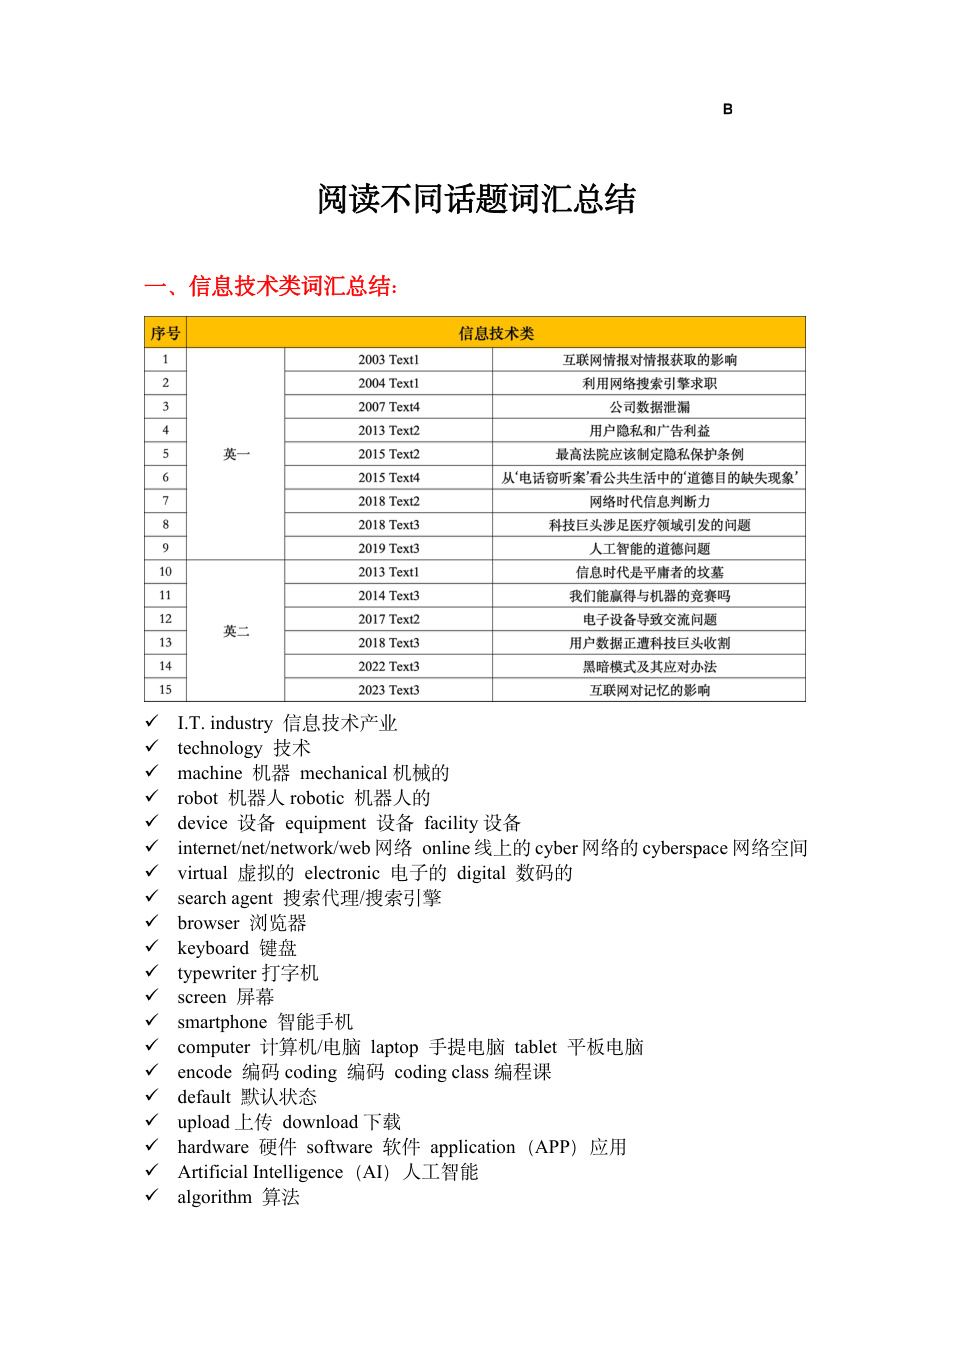 B
阅读不同话题词汇总结
一、信息技术类词汇总结：
序号 信息技术类
1 2003 Text1 互联网情报对情报获取的影响
2 2004 Text1 利用网络搜索引擎求职
3 2007 Text4 公司数据泄漏
4 2013 Text2 用户隐私和广告利益
5 英一 2015 Text2 最高法院应该制定隐私保护条例
6 2015 Text4 从‘电话窃听案’看公共生活中的‘道德目的缺失现象’
7 2018 Text2 网络时代信息判断力
8 2018 Text3 科技巨头涉足医疗领域引发的问题
9 2019 Text3 人工智能的道德问题
10 2013 Text1 信息时代是平庸者的坟墓
11 2014 Text3 我们能赢得与机器的竞赛吗
12 英二 2017 Text2 电子设备导致交流问题
13 2018 Text3 用户数据正遭科技巨头收割
14 2022 Text3 黑暗模式及其应对办法
15 2023 Text3 互联网对记忆的影响
✓ I.T. industry 信息技术产业
✓ technology 技术
✓ machine 机器 mechanical 机械的
✓ robot 机器人 robotic 机器人的
✓ device 设备 equipment 设备 facility 设备
✓ internet/net/network/web 网络 online 线上的 cyber 网络的 cyberspace 网络空间
✓ virtual 虚拟的 electronic 电子的 digital 数码的
✓ search agent 搜索代理/搜索引擎
✓ browser 浏览器
✓ keyboard 键盘
✓ typewriter 打字机
✓ screen 屏幕
✓ smartphone 智能手机
✓ computer 计算机/电脑 laptop 手提电脑 tablet 平板电脑
✓ encode 编码 coding 编码 coding class 编程课
✓ default 默认状态
✓ upload 上传 download 下载
✓ hardware 硬件 software 软件 application（APP）应用
✓ Artificial Intelligence（AI）人工智能
✓ algorithm 算法